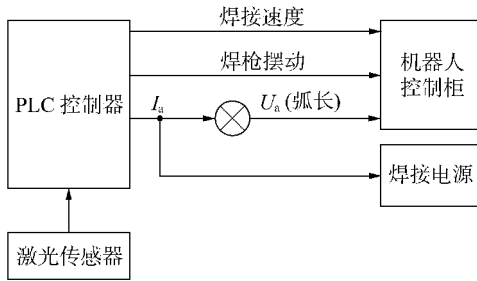 焊接速度
焊枪摆动
PLC 控制器
Ia
Ua (弧长)
机器人
控制柜
焊接电源
激光传感器